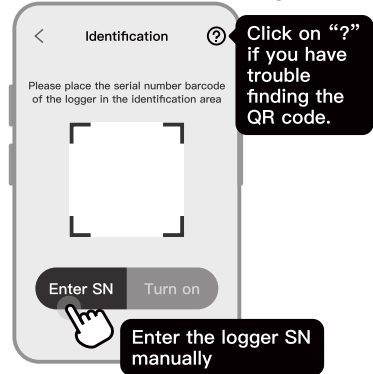 Identification
?
Click on “?”
if you have
trouble
finding the
QR code.
Please place the serial number barcode
of the logger in the identification area
Enter SN
Turn on
Enter the logger SN
manually